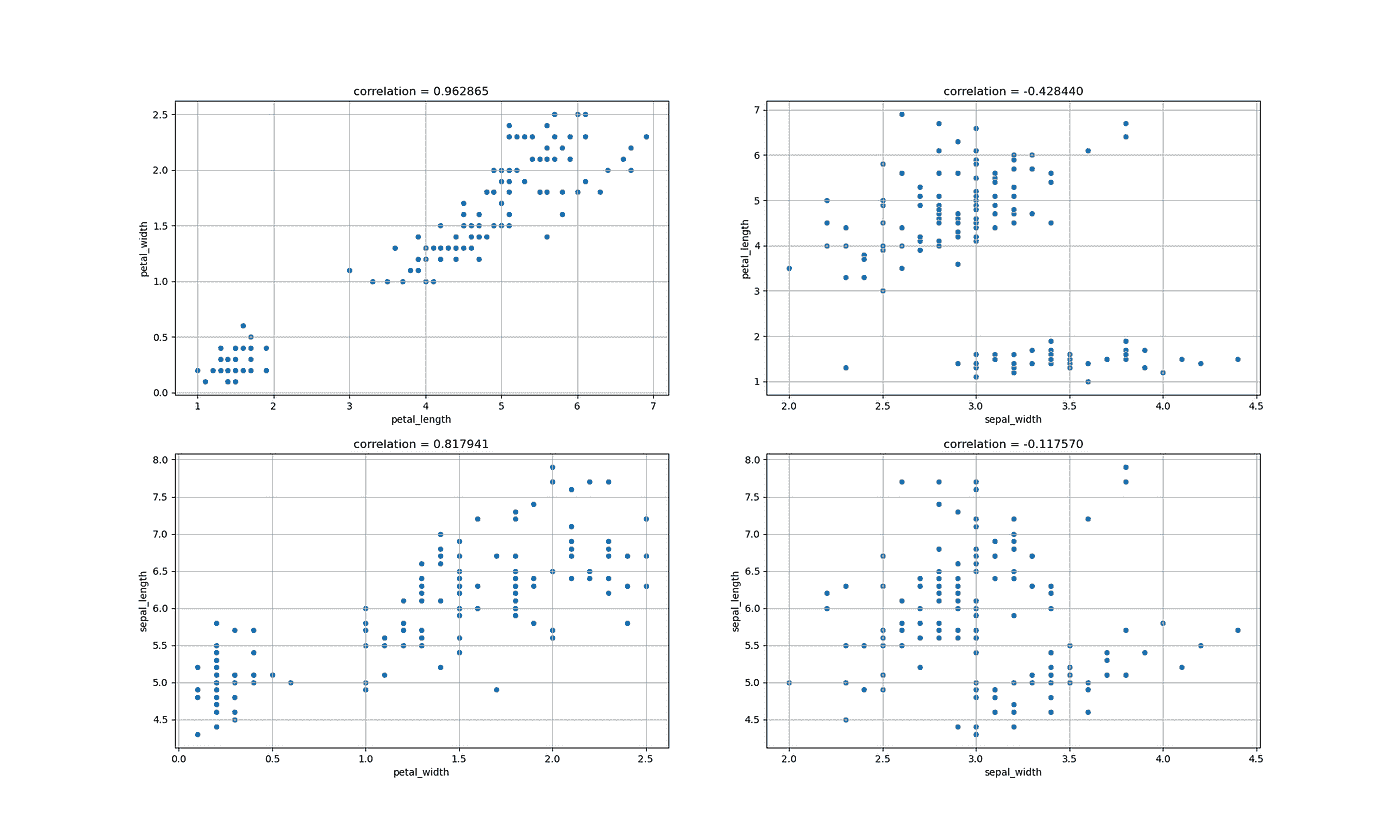 correlation = 0.962865
2.5
2.0
1.5
1.0
0.5
0.0
petal_width
1 2 3 4 5 6 7
petal_length
correlation = -0.428440
7
6
5
4
3
2
1
petal_length
2.0 2.5 3.0 3.5 4.0 4.5
sepal_width
correlation = 0.817941
8.0
7.5
7.0
6.5
6.0
5.5
5.0
4.5
sepal_length
0.0 0.5 1.0 1.5 2.0 2.5
petal_width
correlation = -0.117570
8.0
7.5
7.0
6.5
6.0
5.5
5.0
4.5
sepal_length
2.0 2.5 3.0 3.5 4.0 4.5
sepal_width